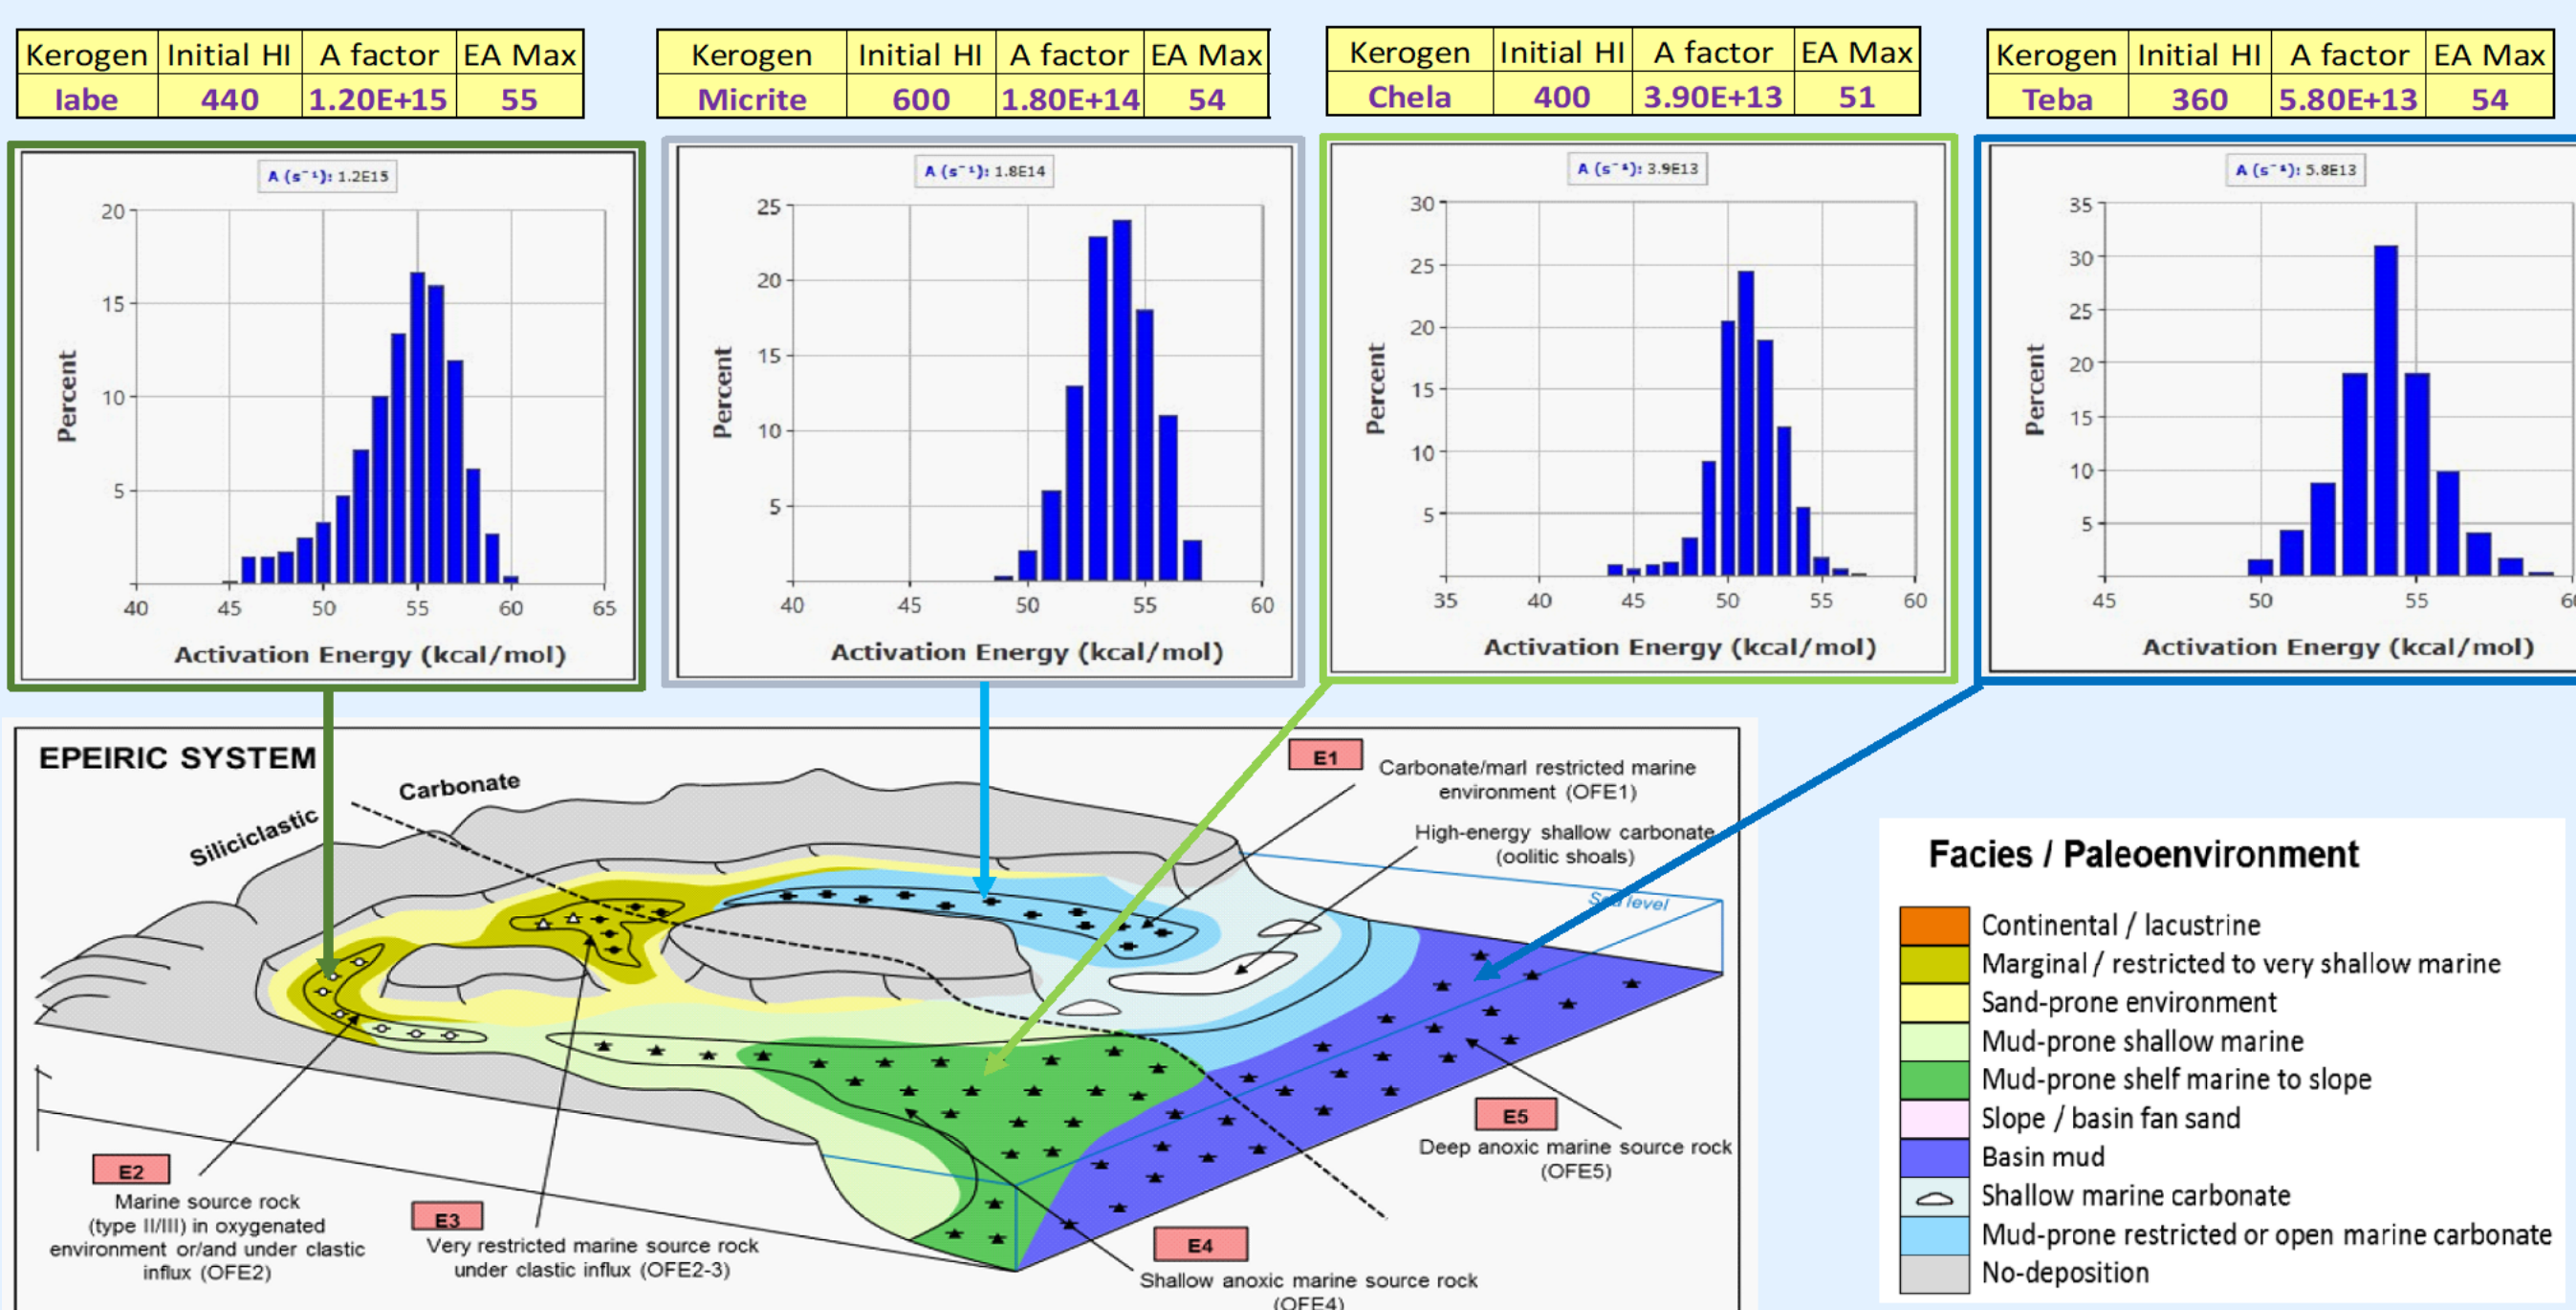 Kerogen Initial HI A factor EA Max
Iabe 440 1.20E+15 55
Kerogen Initial HI A factor EA Max
Micrite 600 1.80E+14 54
Kerogen Initial HI A factor EA Max
Chela 400 3.90E+13 51
Kerogen Initial HI A factor EA Max
Teba 360 5.80E+13 54
A (s⁻¹): 1.2E15
20
15
10
5
Percent
40 45 50 55 60 65
Activation Energy (kcal/mol)
A (s⁻¹): 1.8E14
25
20
15
10
5
Percent
40 45 50 55 60
Activation Energy (kcal/mol)
A (s⁻¹): 3.9E13
30
25
20
15
10
5
Percent
35 40 45 50 55 60
Activation Energy (kcal/mol)
A (s⁻¹): 5.8E13
35
30
25
20
15
10
5
Percent
45 50 55
Activation Energy (kcal/mol)
EPEIRIC SYSTEM
Siliciclastic
Carbonate
E1
Carbonate/marl restricted marine
environment (OFE1)
High-energy shallow carbonate
(oolitic shoals)
level
E5
Deep anoxic marine source rock
(OFE5)
E2
Marine source rock
(type II/III) in oxygenated
environment or/and under clastic
influx (OFE2)
E3
Very restricted marine source rock
under clastic influx (OFE2-3)
E4
Shallow anoxic marine source rock
(OFE4)
Facies / Paleoenvironment
Continental / lacustrine
Marginal / restricted to very shallow marine
Sand-prone environment
Mud-prone shallow marine
Mud-prone shelf marine to slope
Slope / basin fan sand
Basin mud
Shallow marine carbonate
Mud-prone restricted or open marine carbonate
No-deposition